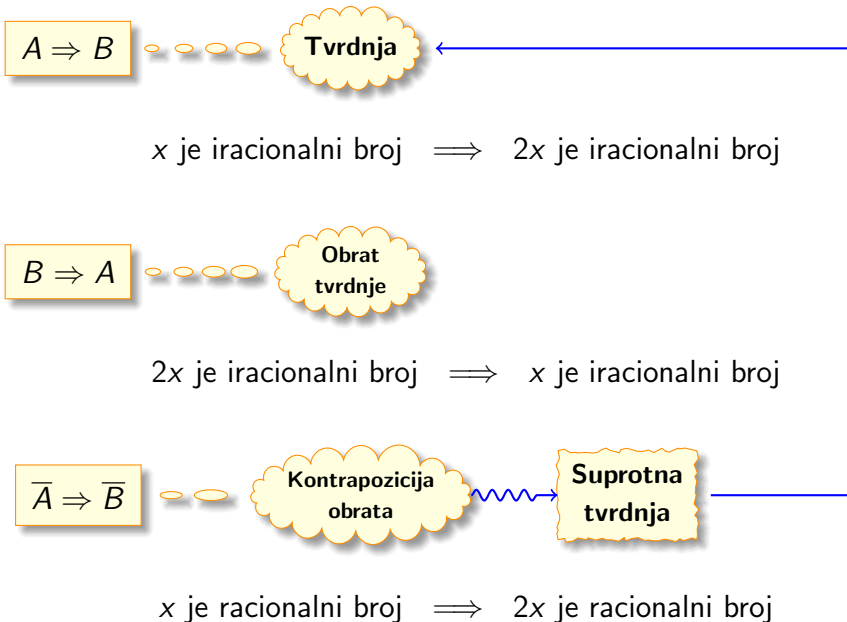 A ⇒ B Tvrdnja
x je iracionalni broj ⟹ 2x je iracionalni broj
B ⇒ A Obrat
tvrdnje
2x je iracionalni broj ⟹ x je iracionalni broj
A̅ ⇒ B̅ Kontrapozicija
obrata
Suprotna
tvrdnja
x je racionalni broj ⟹ 2x je racionalni broj